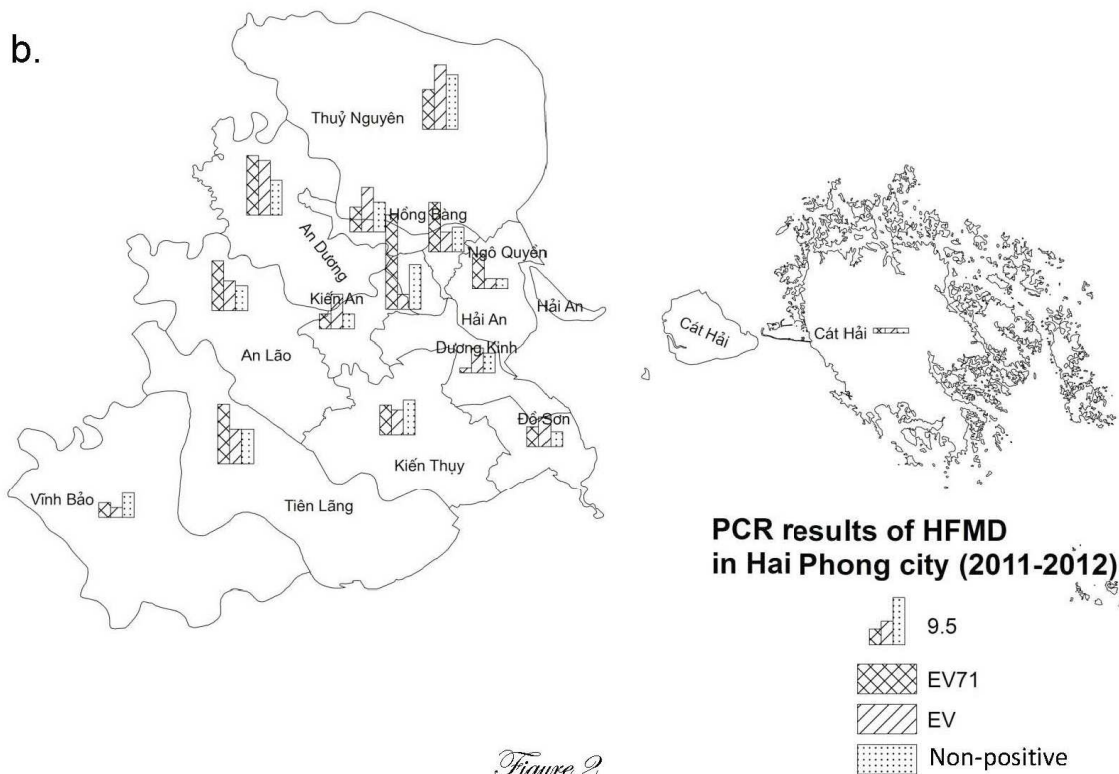 b.
Thuỷ Nguyên
Hồng Bàng
An Dương
Ngô Quyền
Kiến An
Hải An
Hải An
An Lão
Dương Kinh
Đồ Sơn
Kiến Thụy
Vĩnh Bảo
Tiên Lãng
Cát Hải
Cát Hải
PCR results of HFMD
in Hai Phong city (2011-2012)
9.5
EV71
EV
Non-positive
Figure 2